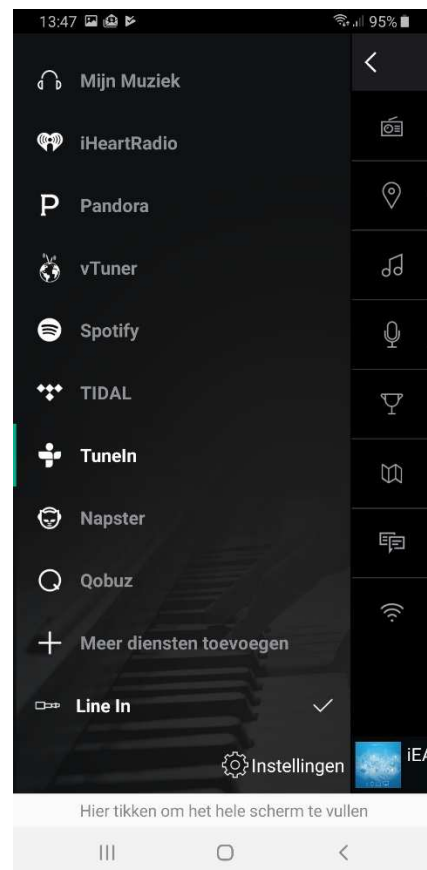 13:47 95%
Mijn Muziek
iHeartRadio
Pandora
vTuner
Spotify
TIDAL
TuneIn
Napster
Qobuz
Meer diensten toevoegen
Line In
Instellingen
iEA
Hier tikken om het hele scherm te vullen